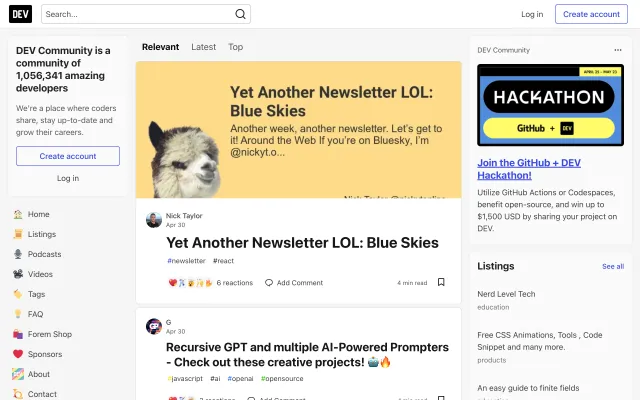 DEV
Search...
Log in
Create account
DEV Community is a
community of
1,056,341 amazing
developers
We're a place where coders
share, stay up-to-date and
grow their careers.
Create account
Log in
Home
Listings
Podcasts
Videos
Tags
FAQ
Forem Shop
Sponsors
About
Contact
Relevant
Latest
Top
Yet Another Newsletter LOL:
Blue Skies
Another week, another newsletter. Let's get to
it! Around the Web If you're on Bluesky, I'm
@nickyt.o...
Nick Taylor
Apr 30
Yet Another Newsletter LOL: Blue Skies
#newsletter #react
6 reactions
Add Comment
4 min read
G
Apr 30
Recursive GPT and multiple AI-Powered Prompters
- Check out these creative projects! 🤖🔥
#javascript #ai #openai #opensource
DEV Community
APRIL 25 - MAY 23
HACKATHON
GitHub + DEV
Join the GitHub + DEV
Hackathon!
Utilize GitHub Actions or Codespaces,
benefit open-source, and win up to
$1,500 USD by sharing your project on
DEV.
Listings
See all
Nerd Level Tech
education
Free CSS Animations, Tools , Code
Snippet and many more.
products
An easy guide to finite fields